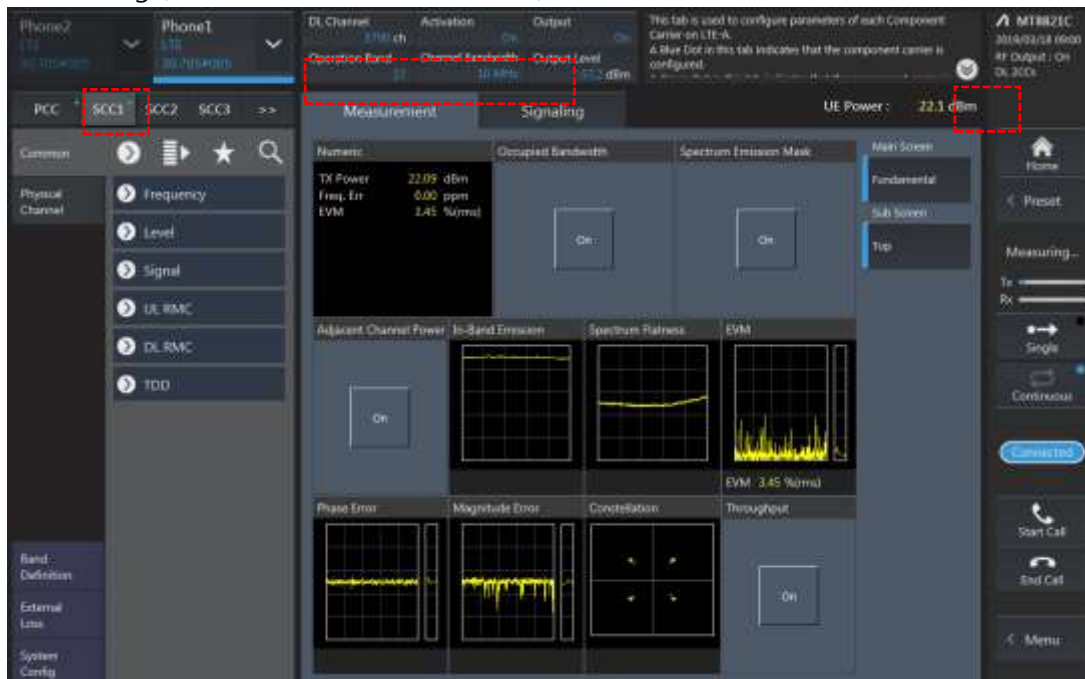 Phone2
LTE
Phone1
LTE
30.70S#005
DL Channel
Activation
Output
ch
On
On
Operation Band
Channel Bandwidth
Output Level
10 MHz
dBm
This tab is used to configure parameters of each Component
Carrier on LTE-A.
A Blue Dot in this tab indicates that the component carrier is
configured.
MT8821C
RF Output : On
DL 2CCs
PCC
SCC1
SCC2
SCC3
>>
Measurement
Signaling
UE Power :
22.1 dBm
Common
Physical
Channel
Frequency
Level
Signal
UL RMC
DL RMC
TDD
Band
Definition
External
Loss
System
Config
Numeric
TX Power 22.09 dBm
Freq. Err 0.00 ppm
EVM 3.45 %(rms)
Occupied Bandwidth
On
Spectrum Emission Mask
On
Adjacent Channel Power
On
In-Band Emission
Spectrum Flatness
EVM
EVM 3.45 %(rms)
Phase Error
Magnitude Error
Constellation
Throughput
On
Main Screen
Fundamental
Sub Screen
Top
Home
< Preset
Measuring...
Tx
Rx
Single
Continuous
Connected
Start Call
End Call
< Menu